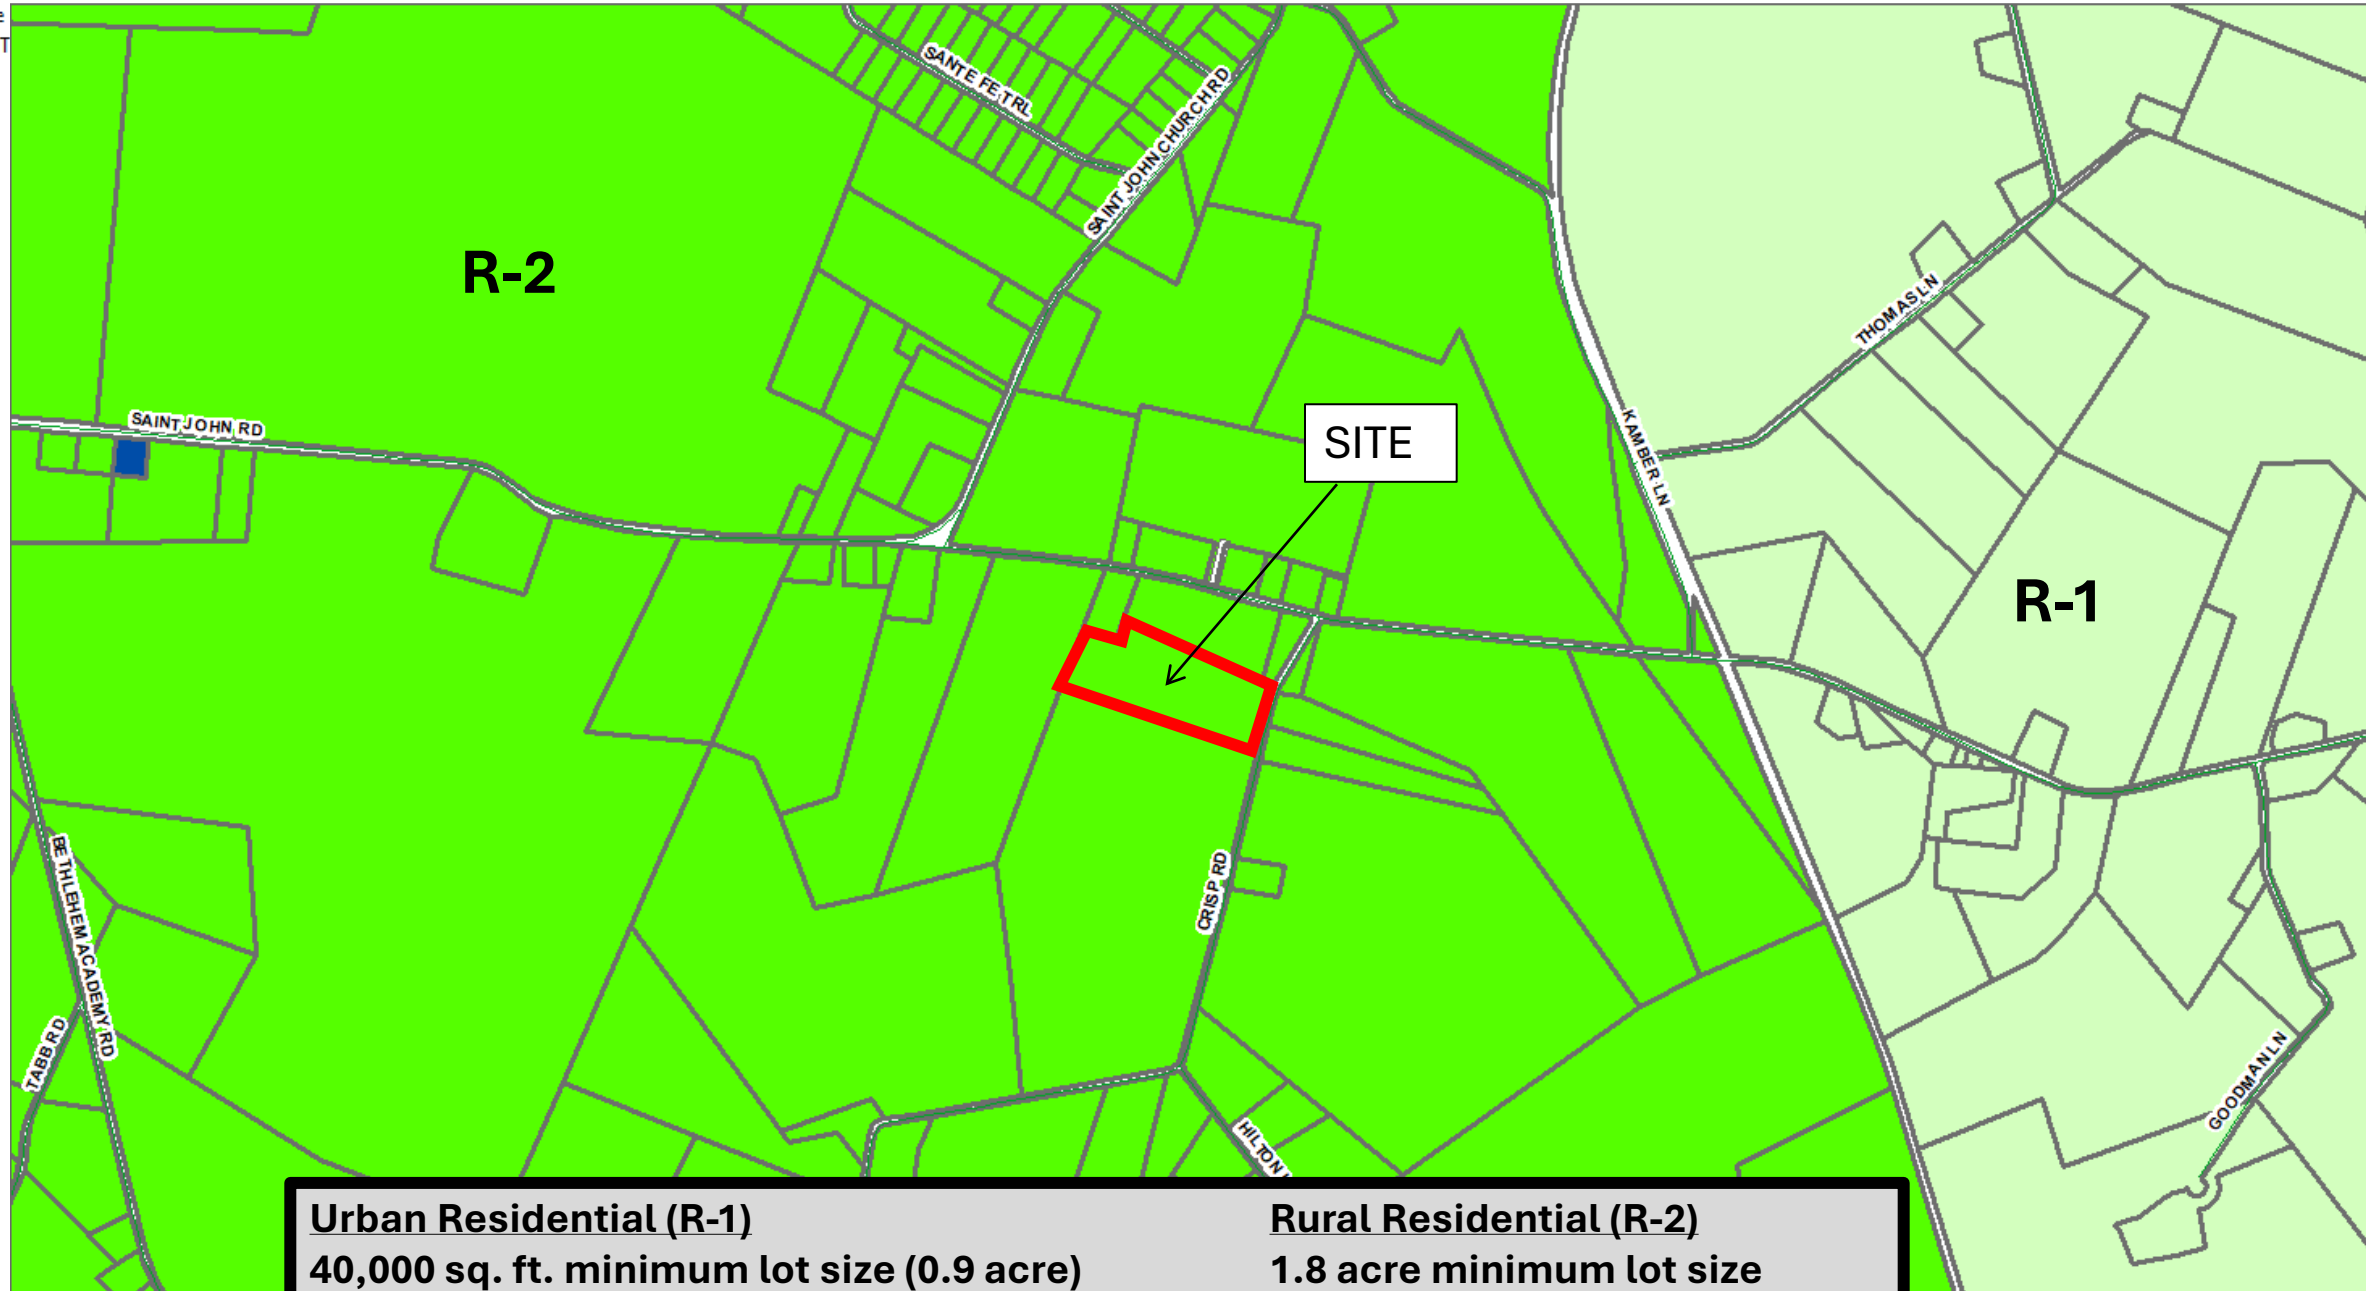 e
T
SANTE FE TRL
SAINT JOHN CHURCH RD
R-2
THOMAS LN
SAINT JOHN RD
SITE
KAMBER LN
R-1
BETHLEHEM ACADEMY RD
CRISP RD
TABB RD
GOODMAN LN
HILTON
Urban Residential (R-1)
40,000 sq. ft. minimum lot size (0.9 acre)
Rural Residential (R-2)
1.8 acre minimum lot size